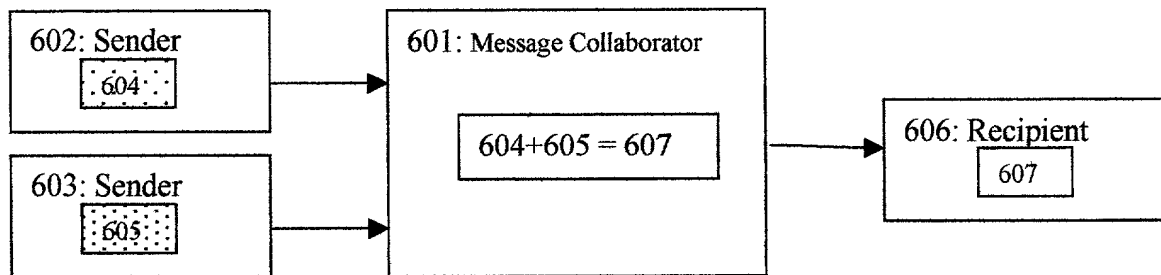 602: Sender
604
603: Sender
605
601: Message Collaborator
604+605 = 607
606: Recipient
607